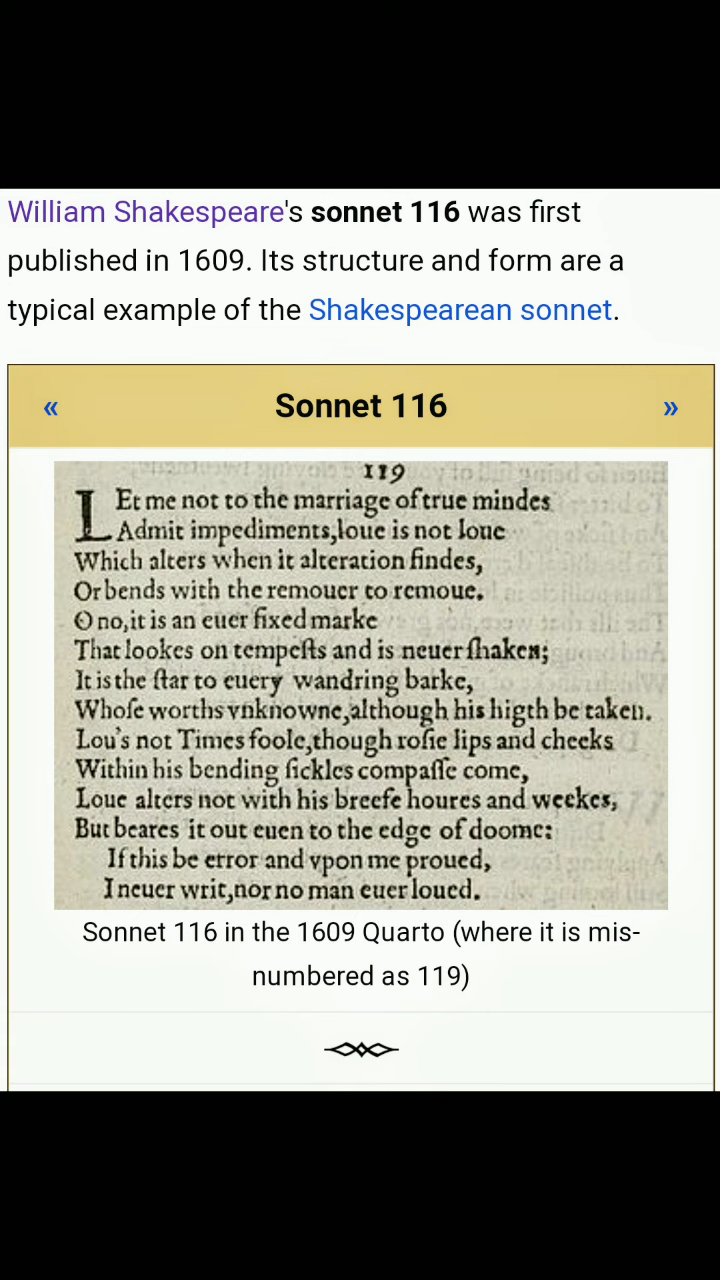 William Shakespeare's sonnet 116 was first
published in 1609. Its structure and form are a
typical example of the Shakespearean sonnet.
« Sonnet 116 »
119
LEt me not to the marriage of true mindes
Admit impediments,loue is not loue
Which alters when it alteration findes,
Or bends with the remouer to remoue.
O no,it is an euer fixed marke
That lookes on tempeſts and is neuer ſhaken;
It is the ſtar to euery wandring barke,
Whoſe worths vnknowne,although his higth be taken.
Lou's not Times foole,though roſie lips and cheeks
Within his bending ſickles compaſſe come,
Loue alters not with his breefe houres and weekes,
But beares it out euen to the edge of doome:
If this be error and vpon me proued,
I neuer writ,nor no man euer loued.
Sonnet 116 in the 1609 Quarto (where it is mis-
numbered as 119)